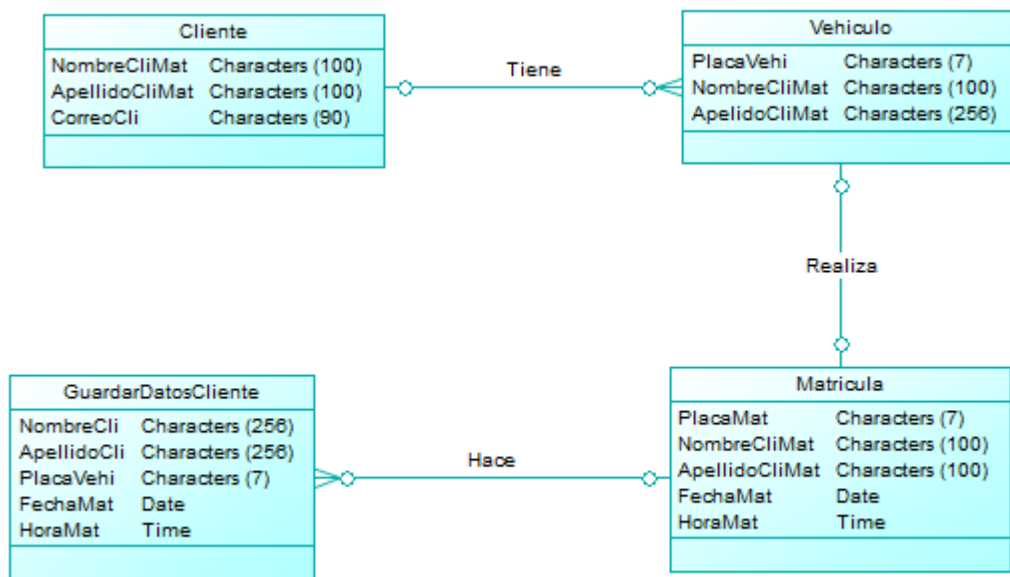 Cliente
NombreCliMat Characters (100)
ApellidoCliMat Characters (100)
CorreoCli Characters (90)
Tiene
Vehiculo
PlacaVehi Characters (7)
NombreCliMat Characters (100)
ApelidoCliMat Characters (256)
Realiza
GuardarDatosCliente
NombreCli Characters (256)
ApellidoCli Characters (256)
PlacaVehi Characters (7)
FechaMat Date
HoraMat Time
Hace
Matricula
PlacaMat Characters (7)
NombreCliMat Characters (100)
ApellidoCliMat Characters (100)
FechaMat Date
HoraMat Time